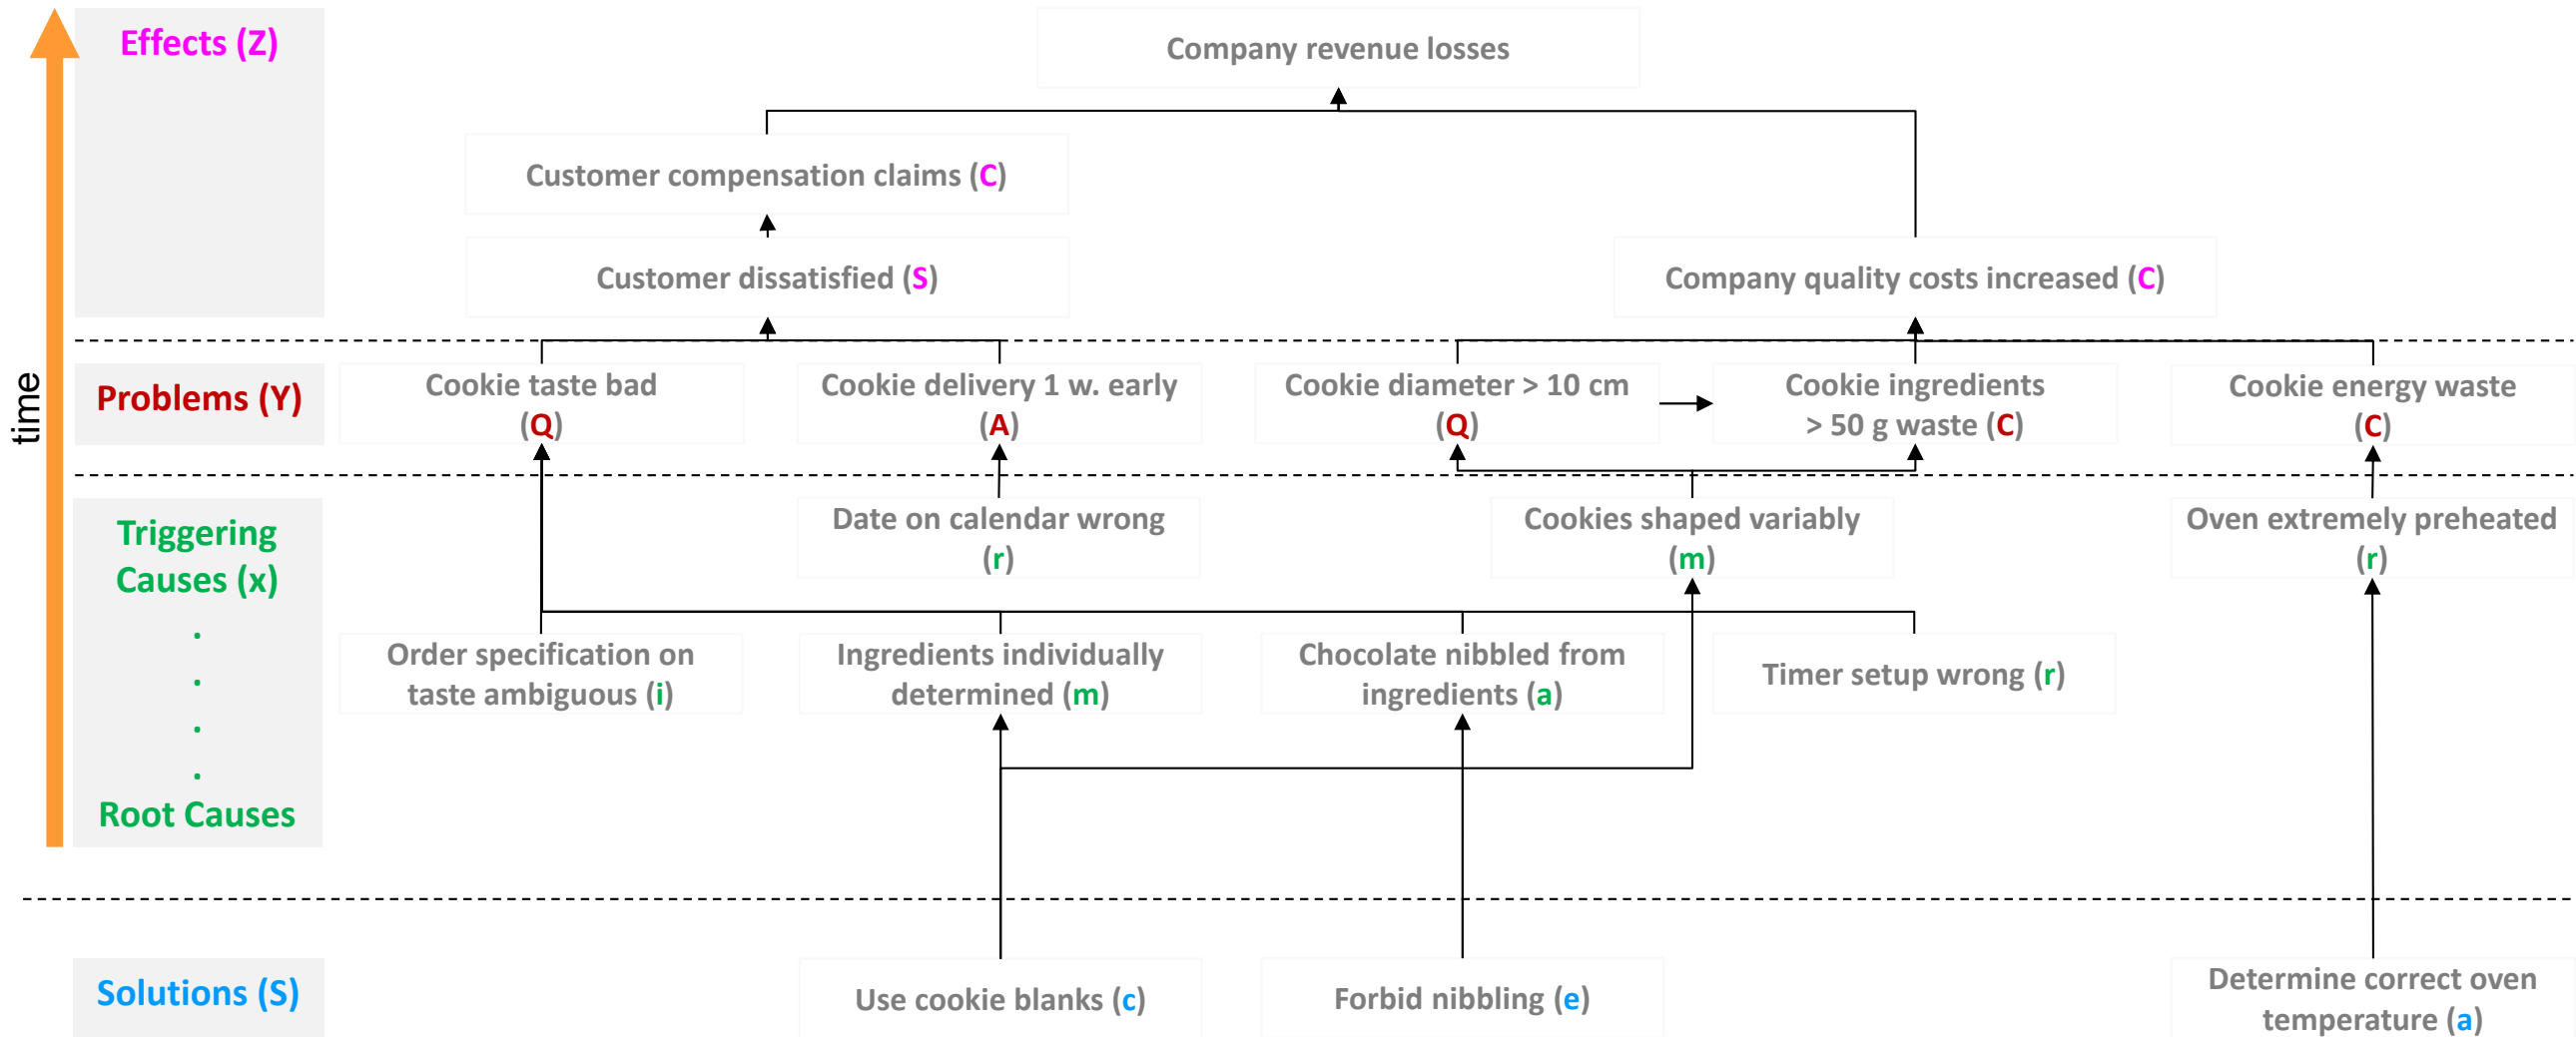 Effects (Z)
Company revenue losses
Customer compensation claims (C)
Customer dissatisfied (S)
Company quality costs increased (C)
time
Problems (Y)
Cookie taste bad
(Q)
Cookie delivery 1 w. early
(A)
Cookie diameter > 10 cm
(Q)
Cookie ingredients
> 50 g waste (C)
Cookie energy waste
(C)
Triggering
Causes (x)
.
.
.
.
Root Causes
Date on calendar wrong
(r)
Cookies shaped variably
(m)
Oven extremely preheated
(r)
Order specification on
taste ambiguous (i)
Ingredients individually
determined (m)
Chocolate nibbled from
ingredients (a)
Timer setup wrong (r)
Solutions (S)
Use cookie blanks (c)
Forbid nibbling (e)
Determine correct oven
temperature (a)